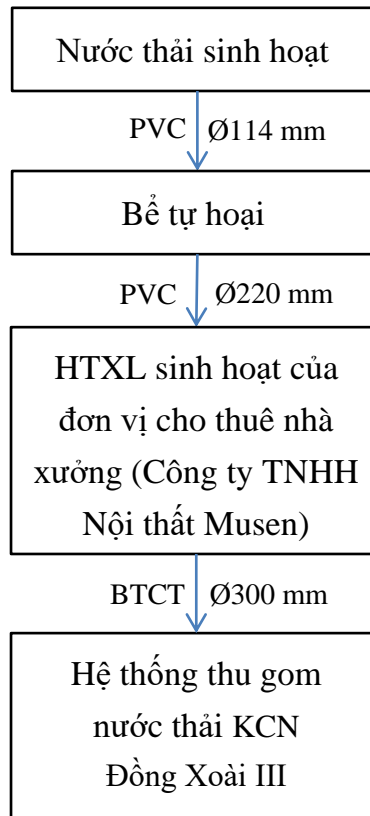 Nước thải sinh hoạt
PVC Ø114 mm
Bể tự hoại
PVC Ø220 mm
HTXL sinh hoạt của
đơn vị cho thuê nhà
xưởng (Công ty TNHH
Nội thất Musen)
BTCT Ø300 mm
Hệ thống thu gom
nước thải KCN
Đồng Xoài III